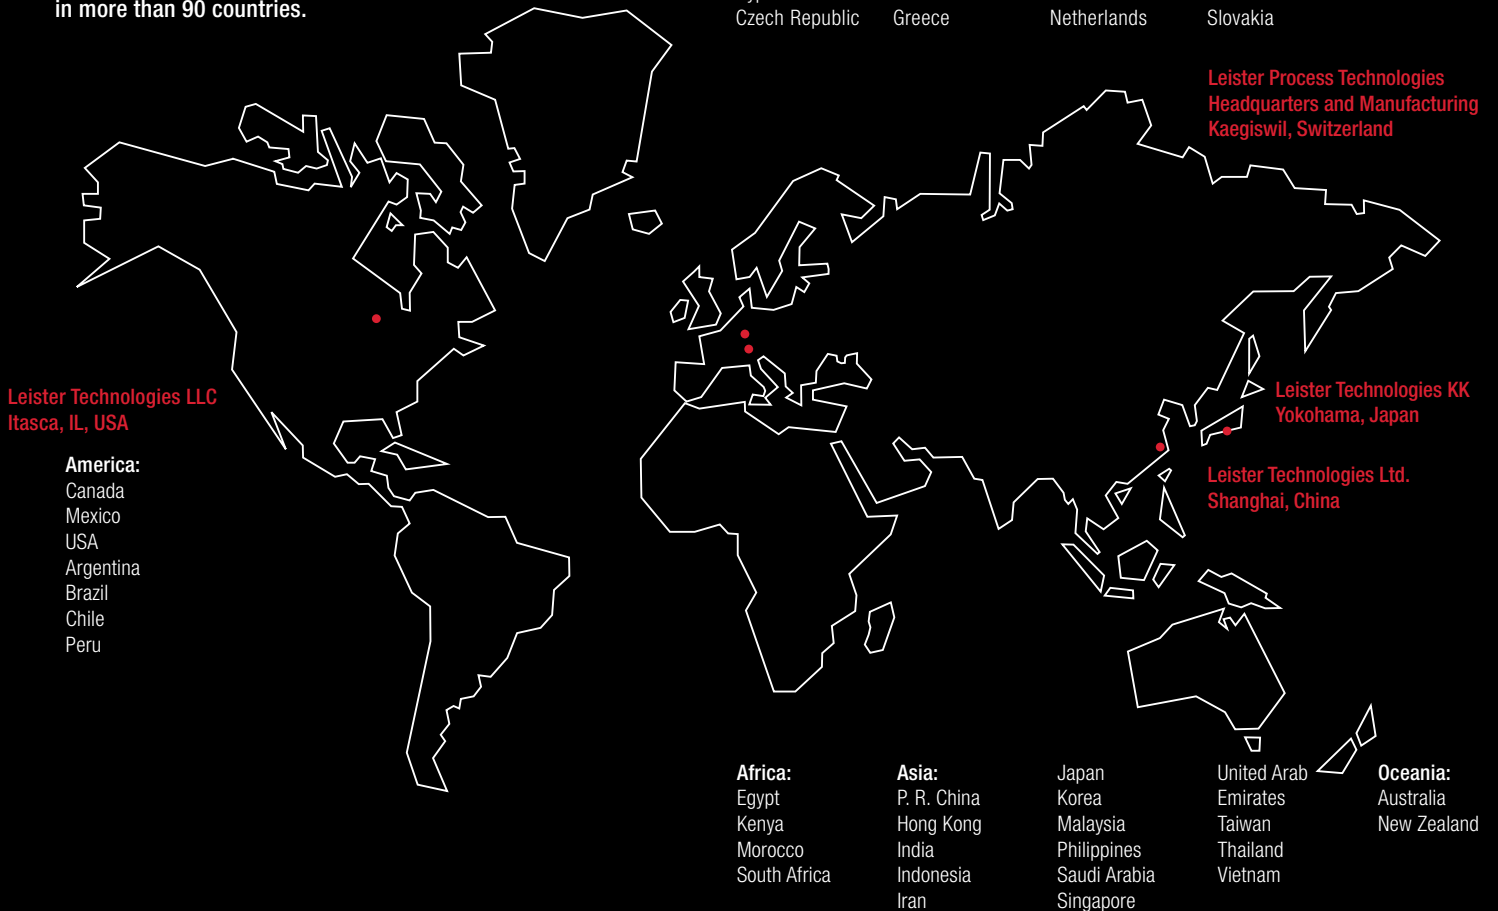 in more than 90 countries.
Czech Republic
Greece
Netherlands
Slovakia
Leister Process Technologies
Headquarters and Manufacturing
Kaegiswil, Switzerland
Leister Technologies LLC
Itasca, IL, USA
America:
Canada
Mexico
USA
Argentina
Brazil
Chile
Peru
Leister Technologies KK
Yokohama, Japan
Leister Technologies Ltd.
Shanghai, China
Africa:
Egypt
Kenya
Morocco
South Africa
Asia:
P. R. China
Hong Kong
India
Indonesia
Iran
Japan
Korea
Malaysia
Philippines
Saudi Arabia
Singapore
United Arab
Emirates
Taiwan
Thailand
Vietnam
Oceania:
Australia
New Zealand